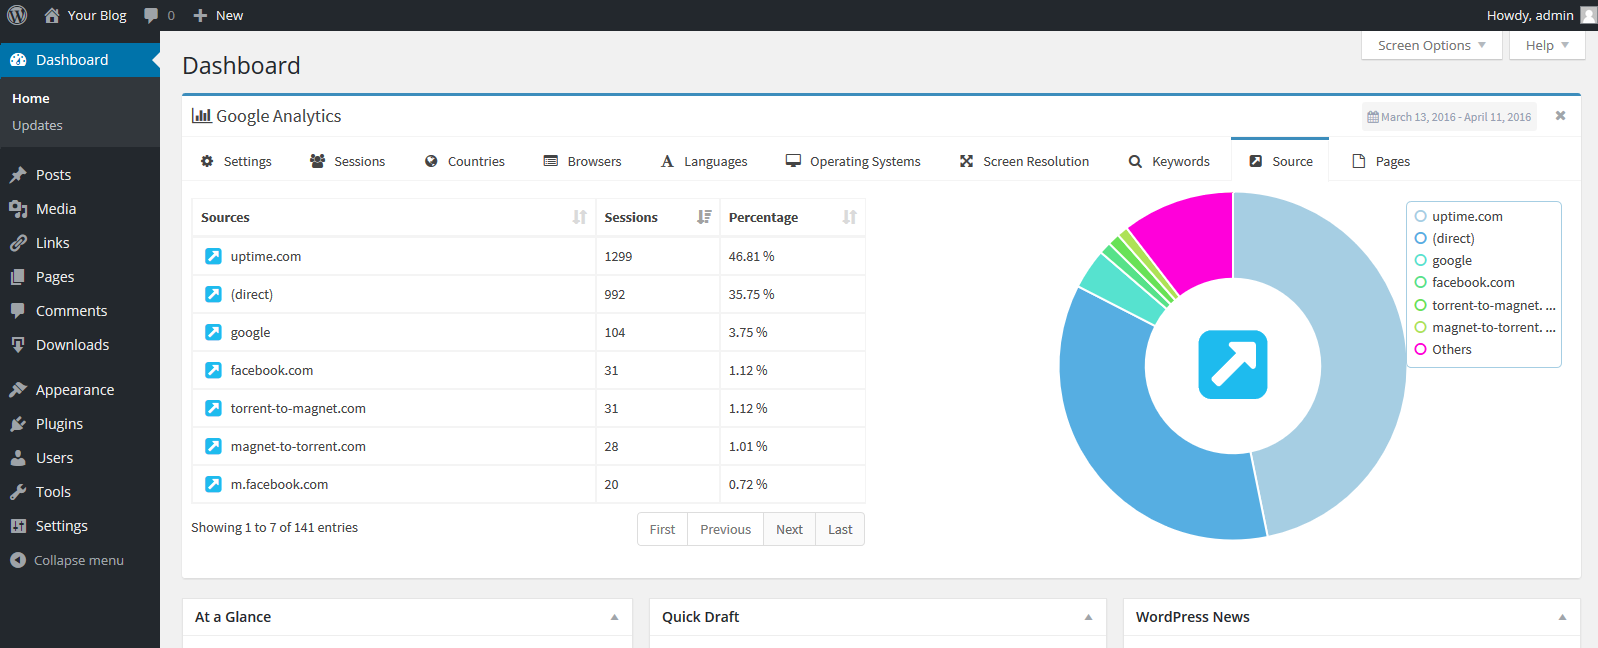 Your Blog 0 New Howdy, admin
Dashboard
Home
Updates
Posts
Media
Links
Pages
Comments
Downloads
Appearance
Plugins
Users
Tools
Settings
Collapse menu
Screen Options Help
Dashboard
Google Analytics March 13, 2016 - April 11, 2016
Settings Sessions Countries Browsers Languages Operating Systems Screen Resolution Keywords Source Pages
Sources Sessions Percentage
uptime.com 1299 46.81 %
(direct) 992 35.75 %
google 104 3.75 %
facebook.com 31 1.12 %
torrent-to-magnet.com 31 1.12 %
magnet-to-torrent.com 28 1.01 %
m.facebook.com 20 0.72 %
Showing 1 to 7 of 141 entries First Previous Next Last
uptime.com
(direct)
google
facebook.com
torrent-to-magnet. ...
magnet-to-torrent. ...
Others
At a Glance Quick Draft WordPress News